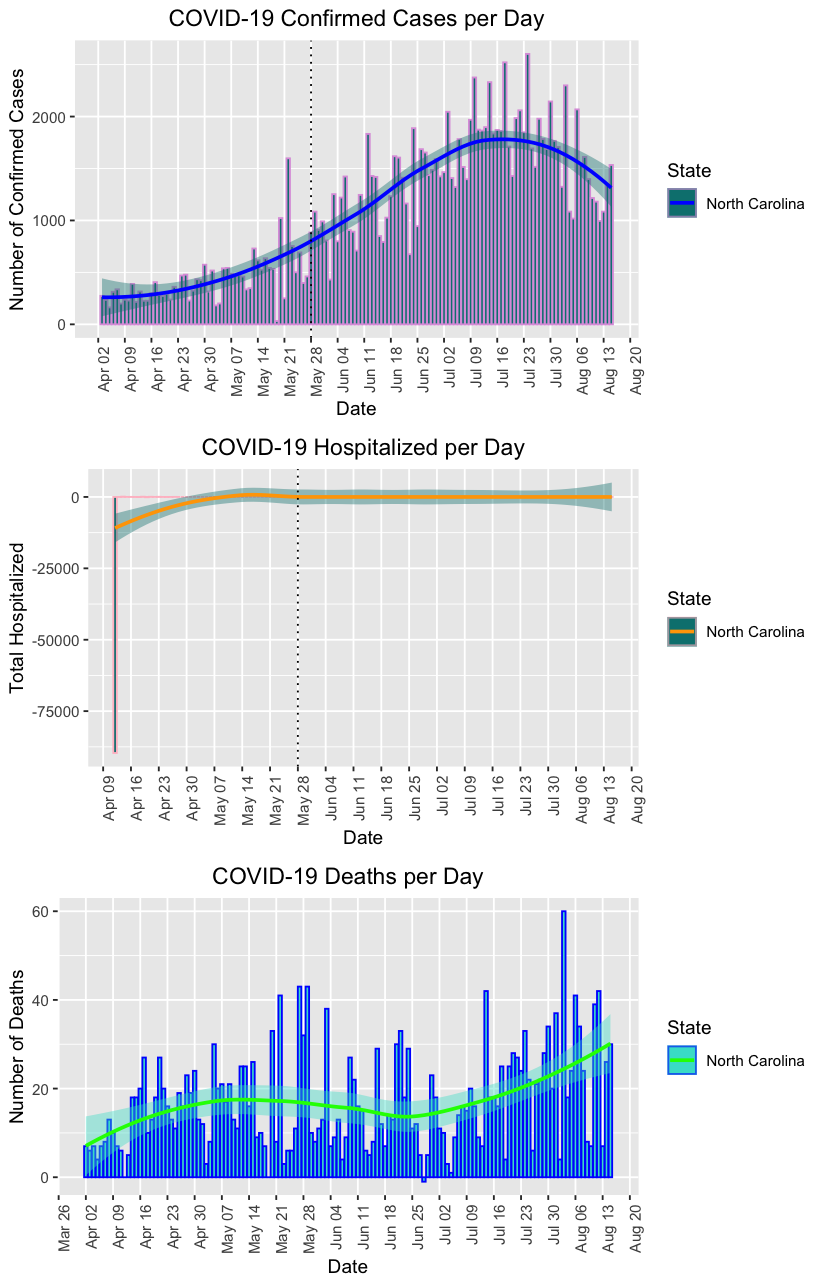 COVID-19 Confirmed Cases per Day
Number of Confirmed Cases
2000
1000
0
Apr 02
Apr 09
Apr 16
Apr 23
Apr 30
May 07
May 14
May 21
May 28
Jun 04
Jun 11
Jun 18
Jun 25
Jul 02
Jul 09
Jul 16
Jul 23
Jul 30
Aug 06
Aug 13
Aug 20
Date
State
North Carolina
COVID-19 Hospitalized per Day
Total Hospitalized
0
-25000
-50000
-75000
Apr 09
Apr 16
Apr 23
Apr 30
May 07
May 14
May 21
May 28
Jun 04
Jun 11
Jun 18
Jun 25
Jul 02
Jul 09
Jul 16
Jul 23
Jul 30
Aug 06
Aug 13
Aug 20
Date
State
North Carolina
COVID-19 Deaths per Day
Number of Deaths
60
40
20
0
Mar 26
Apr 02
Apr 09
Apr 16
Apr 23
Apr 30
May 07
May 14
May 21
May 28
Jun 04
Jun 11
Jun 18
Jun 25
Jul 02
Jul 09
Jul 16
Jul 23
Jul 30
Aug 06
Aug 13
Aug 20
Date
State
North Carolina